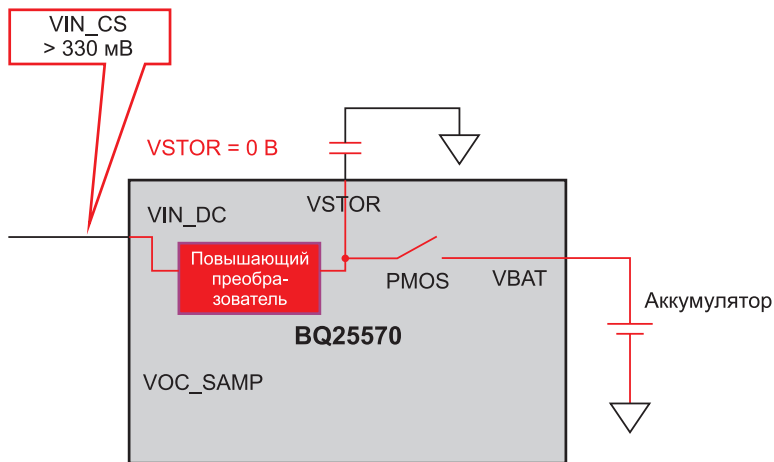 VIN_CS
> 330 мВ
VSTOR = 0 В
VSTOR
VIN_DC
Повышающий
преобра-
зователь
PMOS
VBAT
Аккумулятор
BQ25570
VOC_SAMP